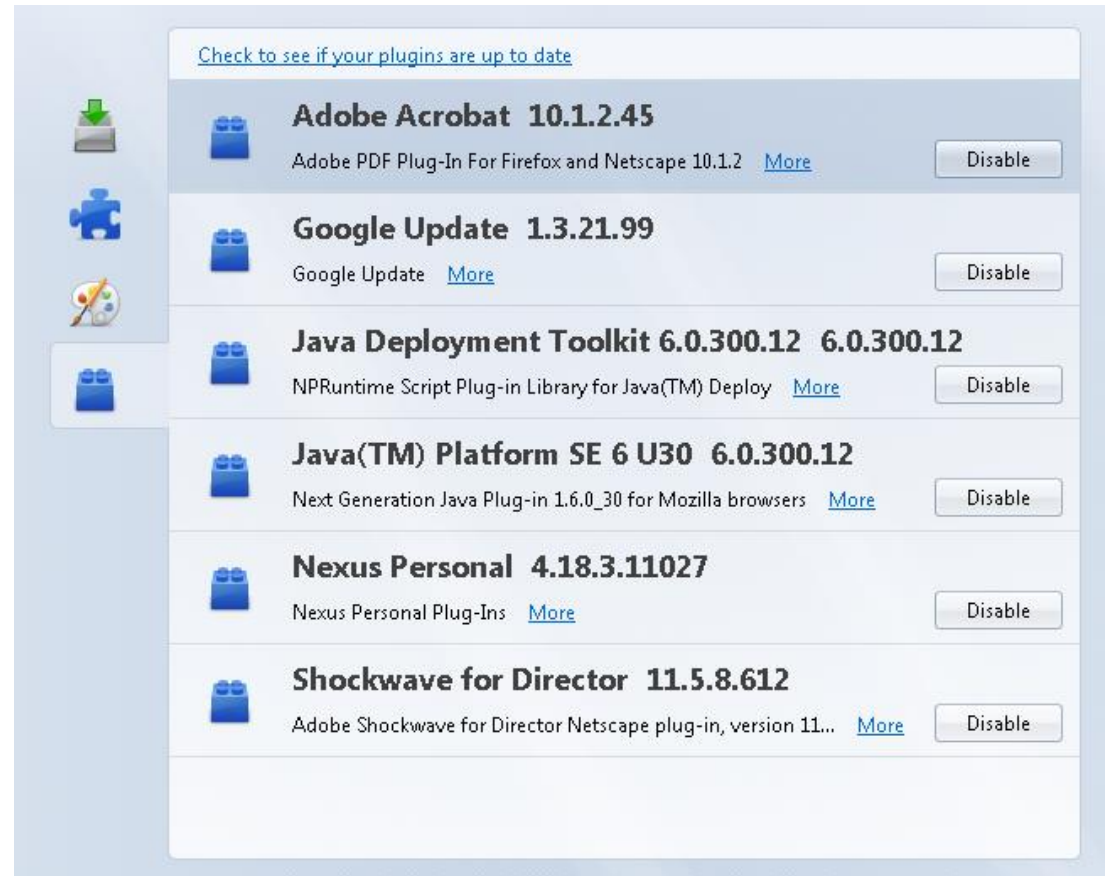 Check to see if your plugins are up to date
Adobe Acrobat 10.1.2.45
Adobe PDF Plug-In For Firefox and Netscape 10.1.2 More Disable
Google Update 1.3.21.99
Google Update More Disable
Java Deployment Toolkit 6.0.300.12 6.0.300.12
NPRuntime Script Plug-in Library for Java(TM) Deploy More Disable
Java(TM) Platform SE 6 U30 6.0.300.12
Next Generation Java Plug-in 1.6.0_30 for Mozilla browsers More Disable
Nexus Personal 4.18.3.11027
Nexus Personal Plug-Ins More Disable
Shockwave for Director 11.5.8.612
Adobe Shockwave for Director Netscape plug-in, version 11... More Disable